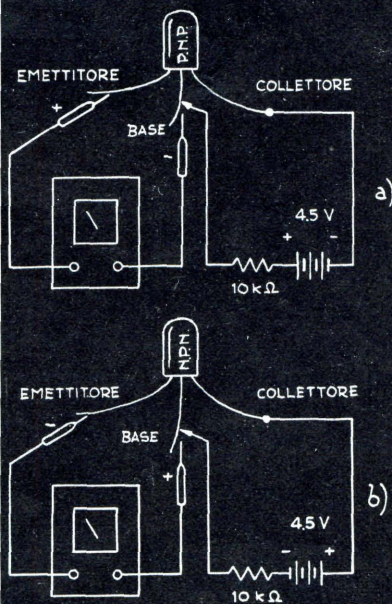 P.N.P.
EMETTITORE
COLLETTORE
+
BASE
-
a)
4.5 V
+ -
10 kΩ
N.P.N.
EMETTITORE
COLLETTORE
-
BASE
+
b)
4.5 V
- +
10 kΩ